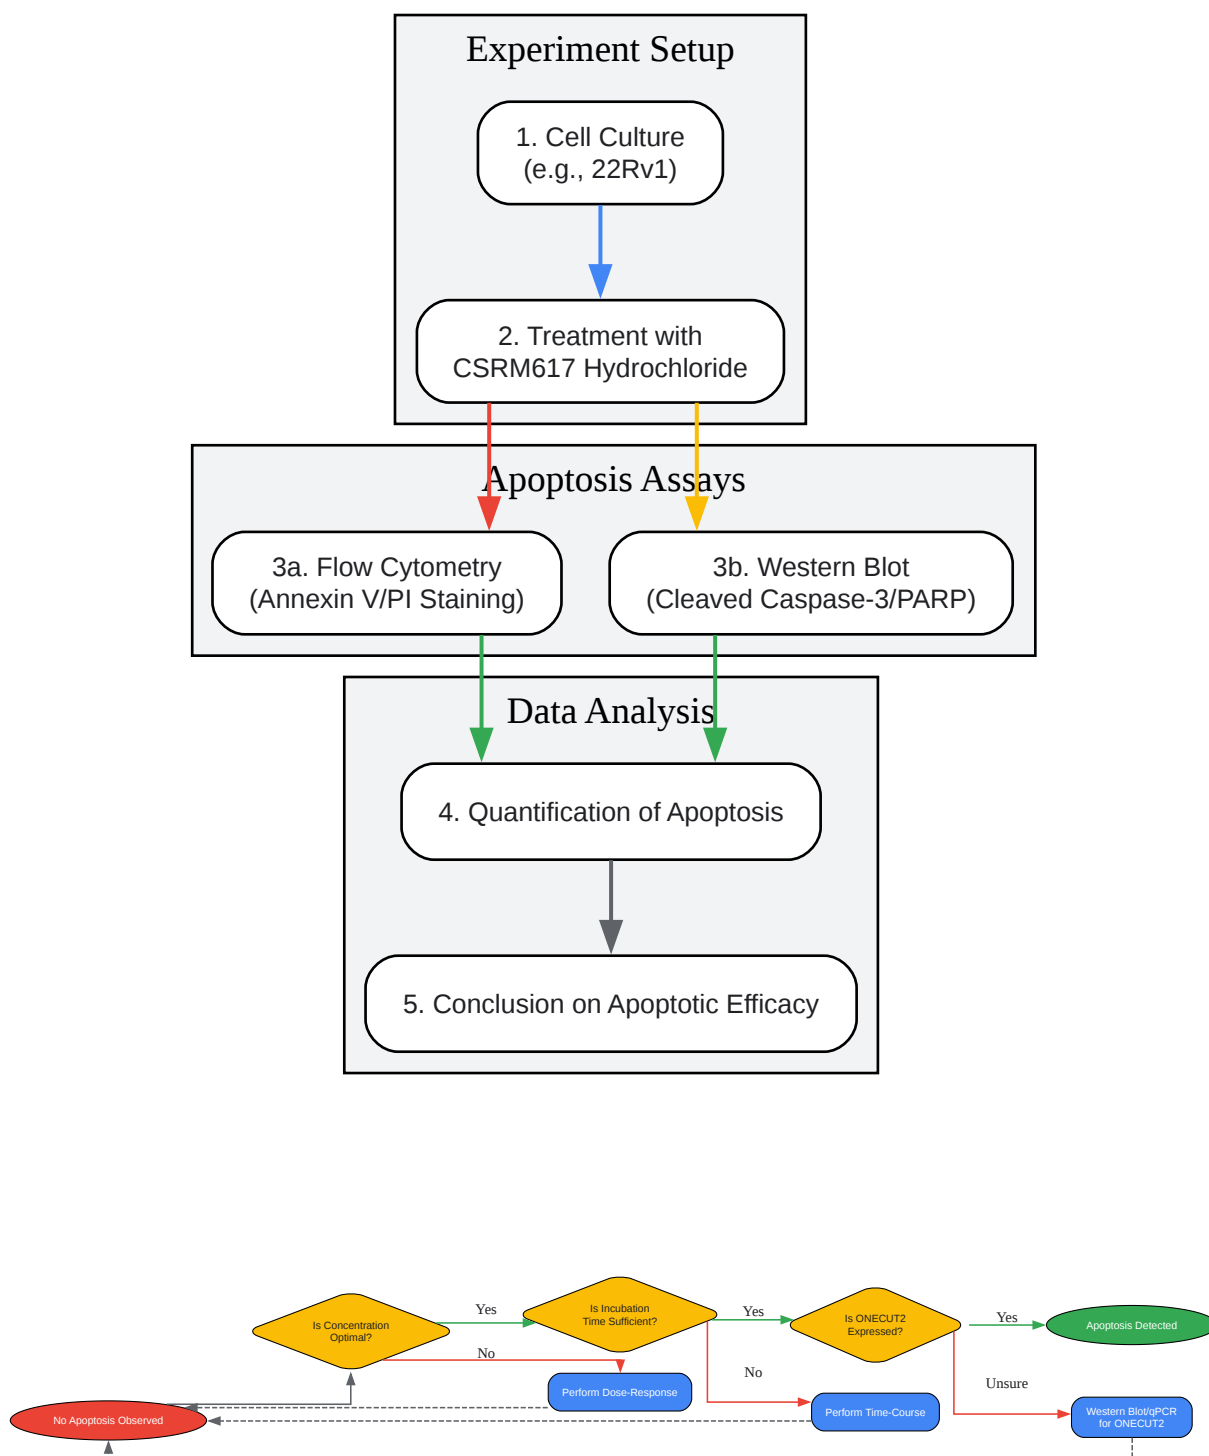 Experiment Setup
1. Cell Culture
(e.g., 22Rv1)
2. Treatment with
CSRM617 Hydrochloride
Apoptosis Assays
3a. Flow Cytometry
(Annexin V/PI Staining)
3b. Western Blot
(Cleaved Caspase-3/PARP)
Data Analysis
4. Quantification of Apoptosis
5. Conclusion on Apoptotic Efficacy
Is Concentration
Optimal?
Yes
No
Is Incubation
Time Sufficient?
Yes
No
Is ONECUT2
Expressed?
Yes
Unsure
Apoptosis Detected
No Apoptosis Observed
Perform Dose-Response
Perform Time-Course
Western Blot/qPCR
for ONECUT2